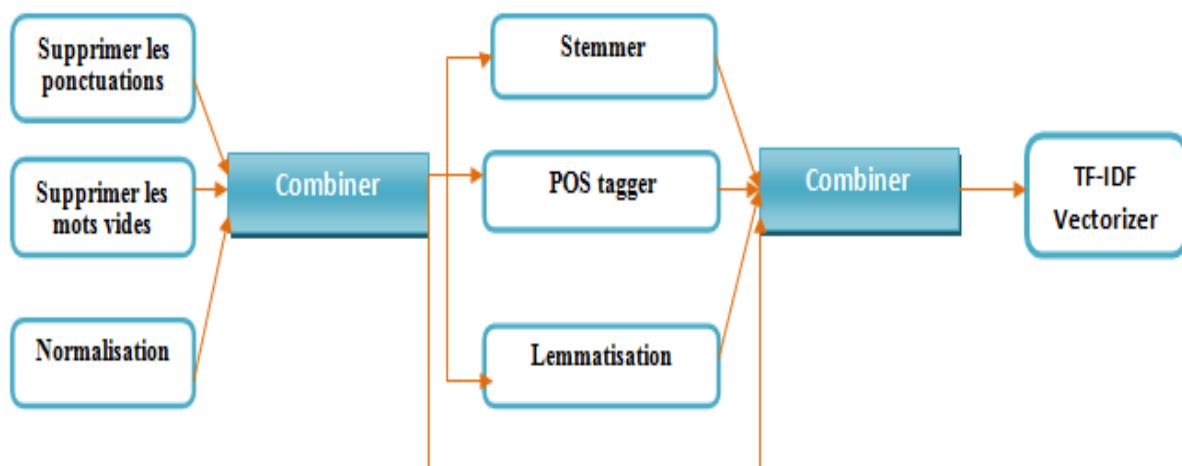 Supprimer les
ponctuations
Supprimer les
mots vides
Normalisation
Combiner
Stemmer
POS tagger
Lemmatisation
Combiner
TF-IDF
Vectorizer